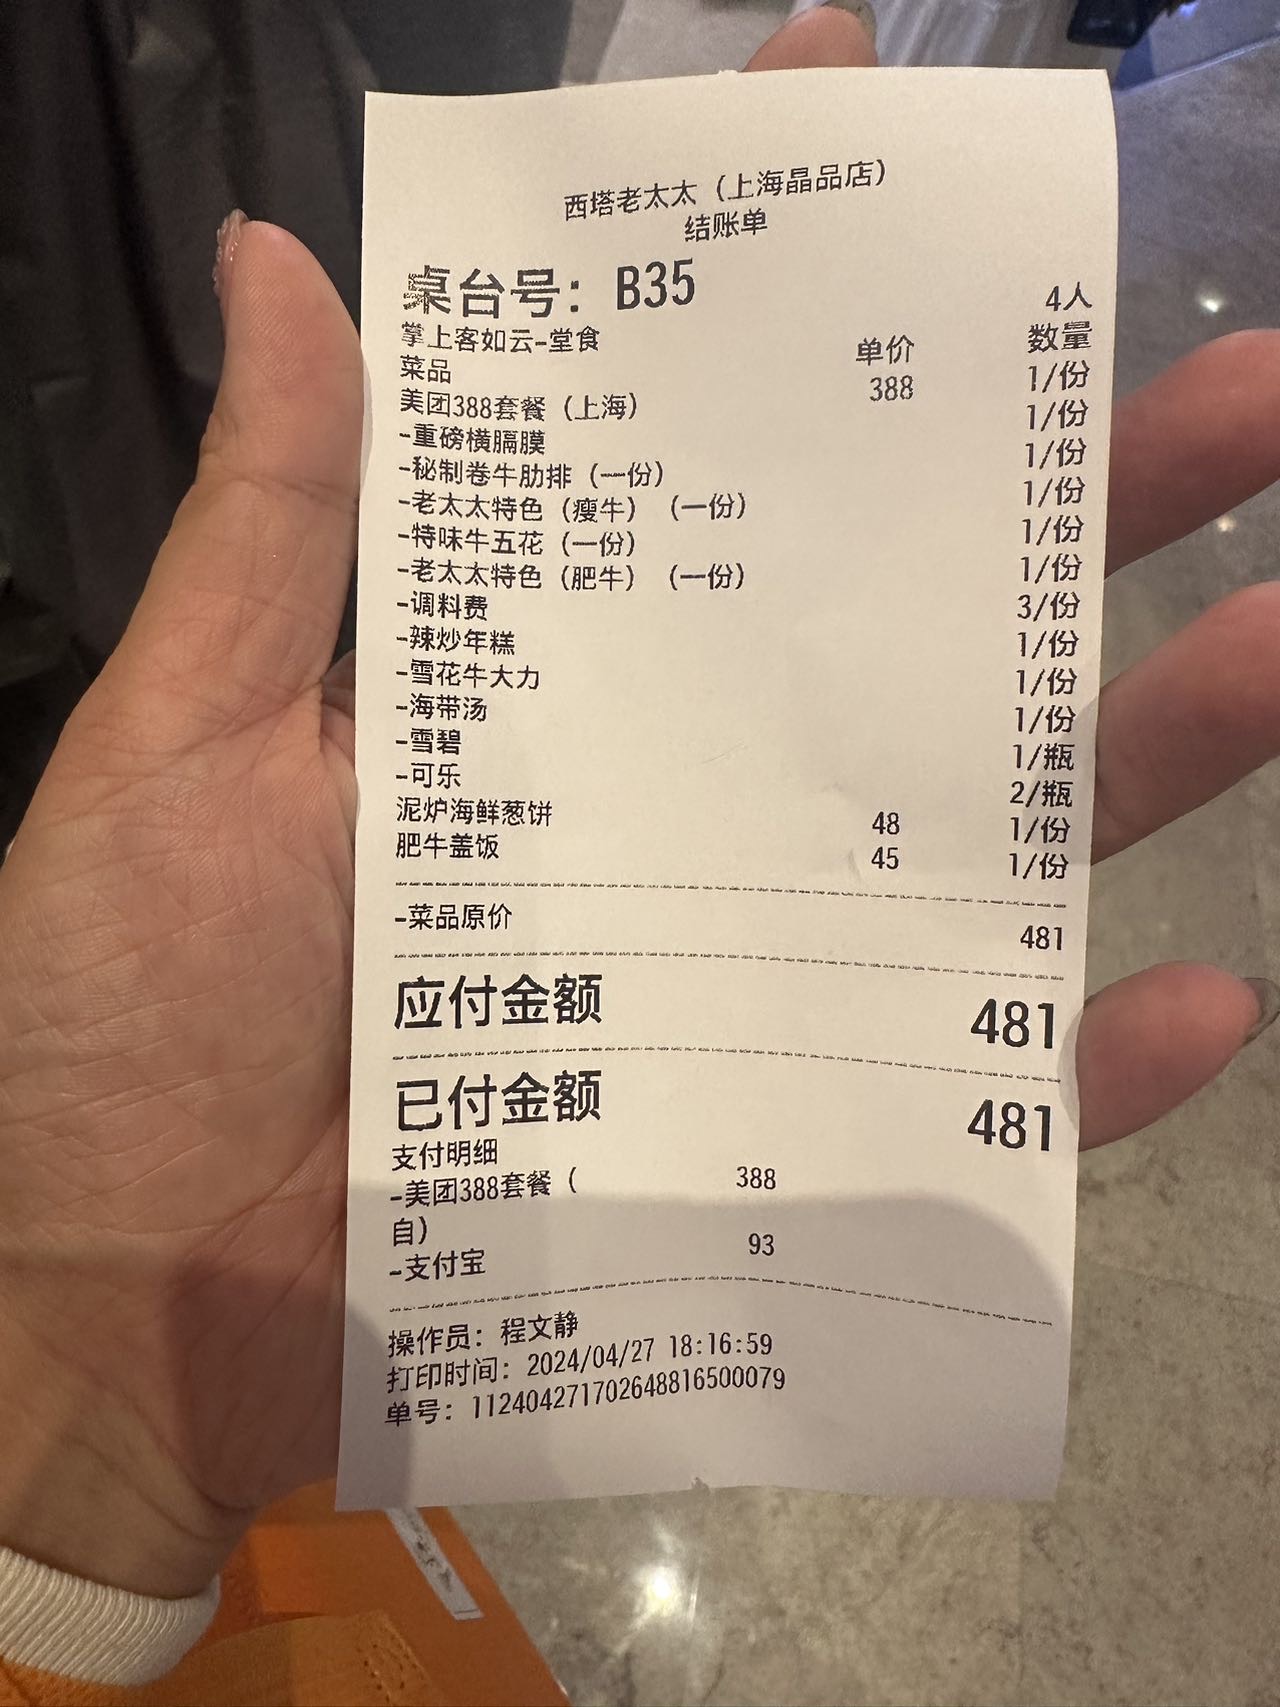 西塔老太太（上海晶品店）
结账单
桌台号：B35
掌上客如云-堂食 4人
菜品 单价 数量
美团388套餐（上海） 388 1/份
-重磅横膈膜 1/份
-秘制卷牛肋排（一份） 1/份
-老太太特色（瘦牛）（一份） 1/份
-特味牛五花（一份） 1/份
-老太太特色（肥牛）（一份） 1/份
-调料费 3/份
-辣炒年糕 1/份
-雪花牛大力 1/份
-海带汤 1/份
-雪碧 1/瓶
-可乐 2/瓶
泥炉海鲜葱饼 48 1/份
肥牛盖饭 45 1/份
-菜品原价 481
应付金额 481
已付金额 481
支付明细
-美团388套餐（ 388
自）
-支付宝 93
操作员：程文静
打印时间：2024/04/27 18:16:59
单号：112404271702648816500079